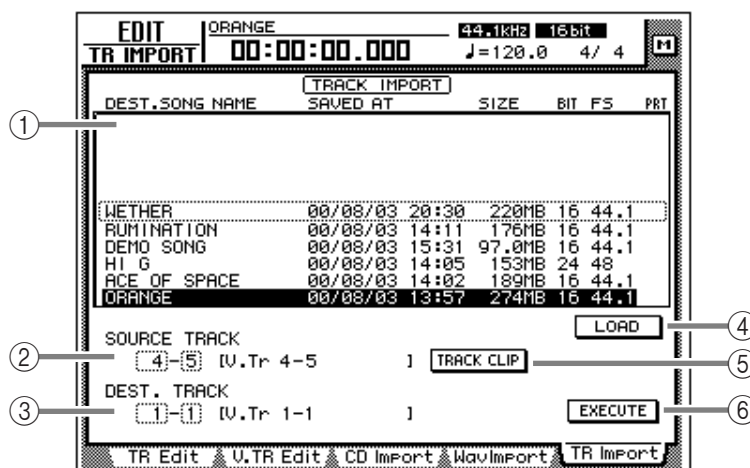 EDIT ORANGE 44.1kHz 16bit
TR IMPORT 00:00:00.000 ♩=120.0 4/ 4 M
TRACK IMPORT
DEST.SONG NAME SAVED AT SIZE BIT FS PRT
①
WETHER 00/08/03 20:30 220MB 16 44.1
RUMINATION 00/08/03 14:11 176MB 16 44.1
DEMO SONG 00/08/03 15:31 97.0MB 16 44.1
HI G 00/08/03 14:05 153MB 24 48
ACE OF SPACE 00/08/03 14:02 189MB 16 44.1
ORANGE 00/08/03 13:57 274MB 16 44.1
LOAD ④
SOURCE TRACK
② 4-5 [V.Tr 4-5 ] TRACK CLIP ⑤
DEST. TRACK
③ 1-1 [V.Tr 1-1 ] EXECUTE ⑥
TR Edit V.TR Edit CD Import WavImport TR Import